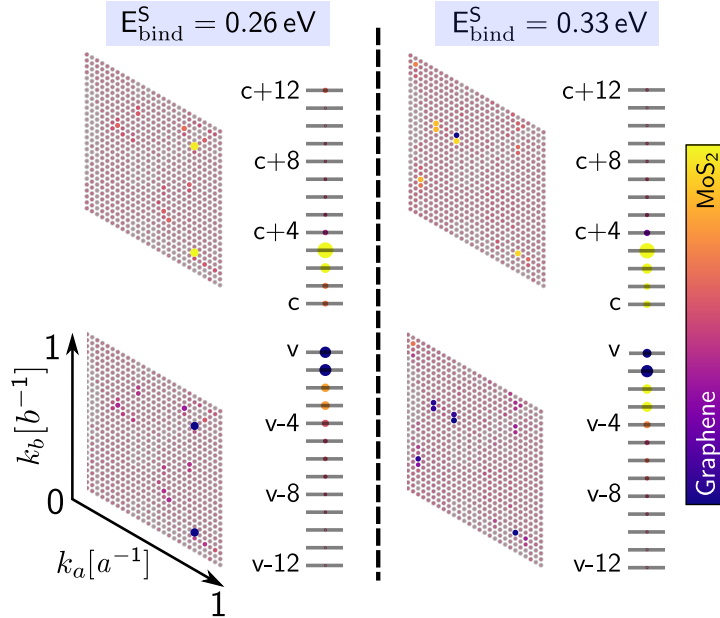 E^S_bind = 0.26 eV
E^S_bind = 0.33 eV
c+12
c+8
c+4
c
v
v-4
v-8
v-12
c+12
c+8
c+4
c
v
v-4
v-8
v-12
1
k_b[b^{-1}]
0
k_a[a^{-1}]
1
MoS₂
Graphene